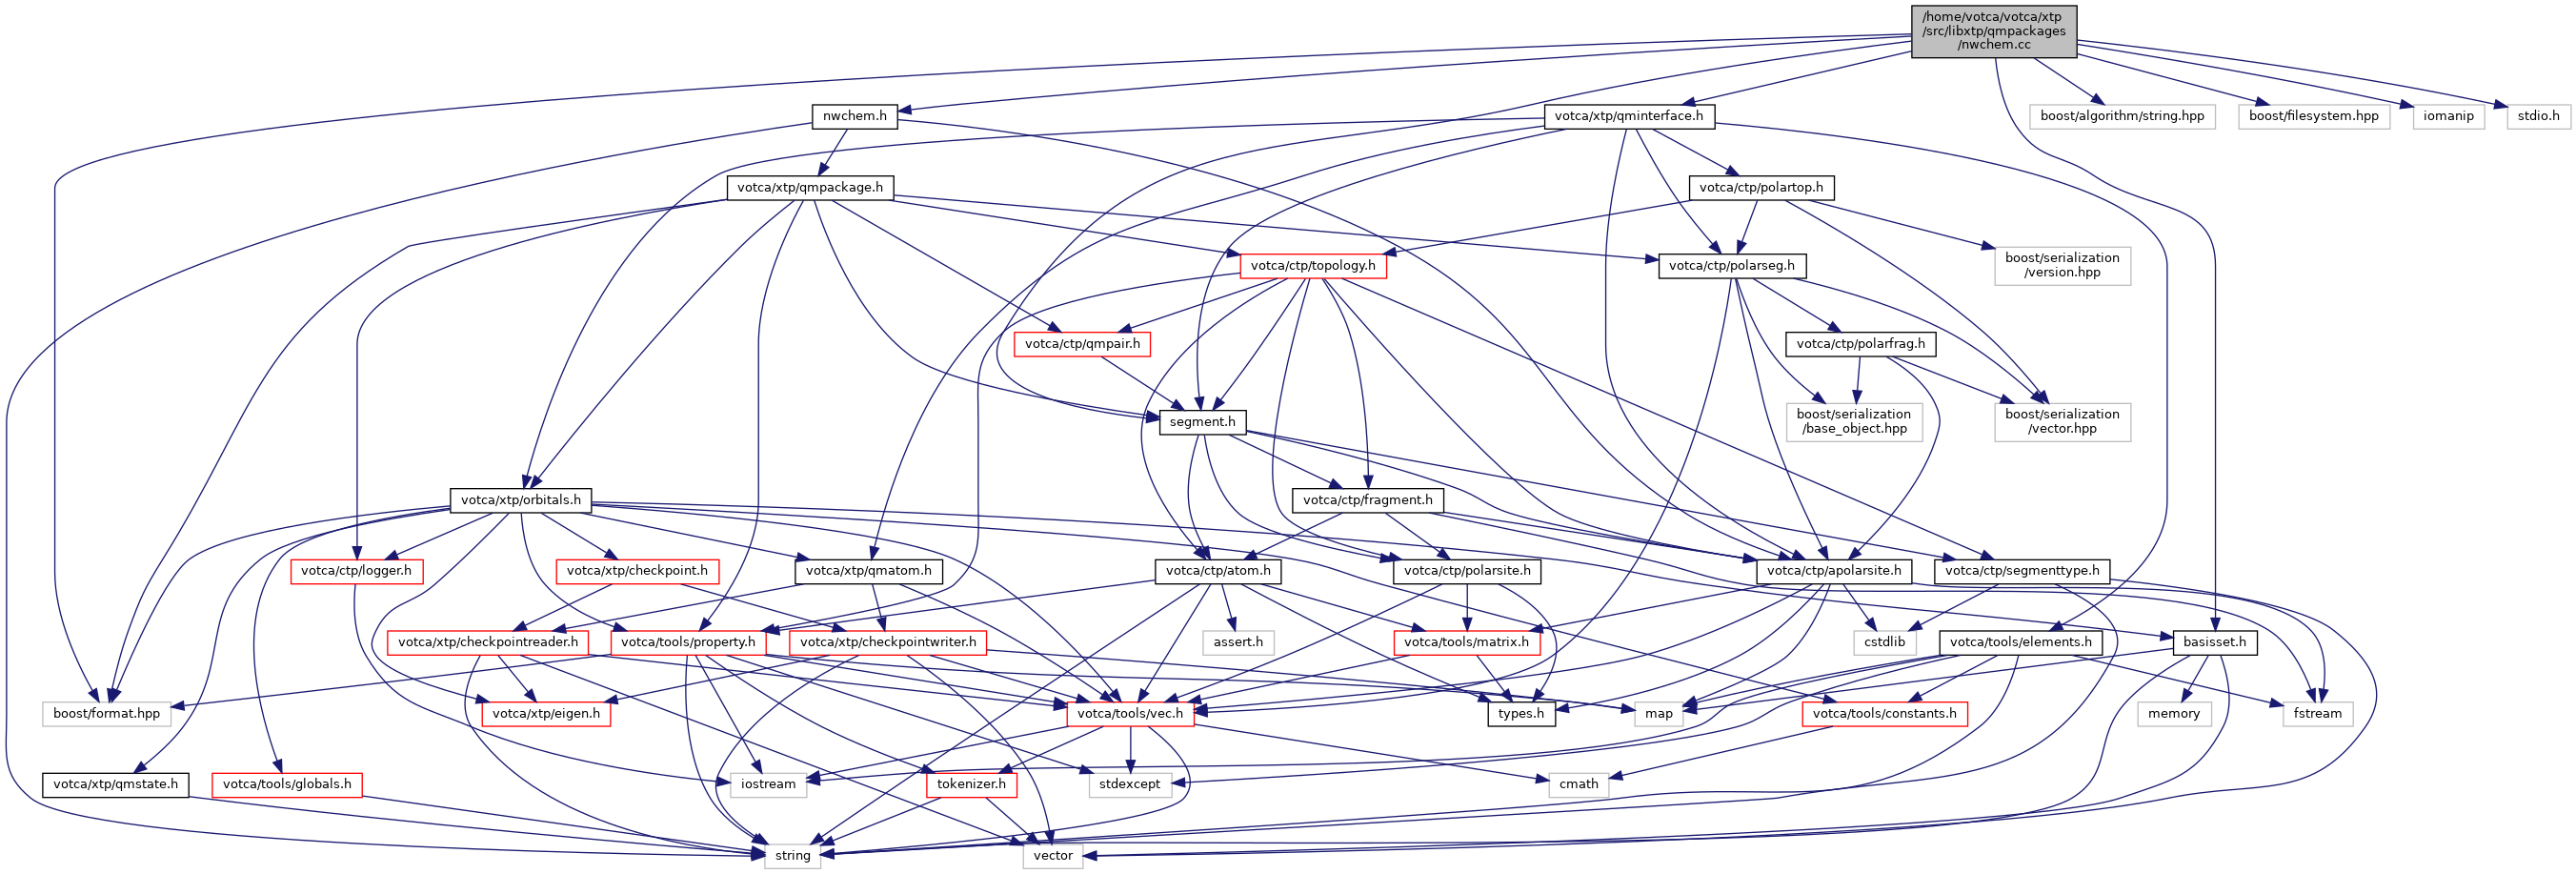 /home/votca/votca/xtp
/src/libxtp/qmpackages
/nwchem.cc
nwchem.h
votca/xtp/qminterface.h
boost/algorithm/string.hpp
boost/filesystem.hpp
iomanip
stdio.h
votca/xtp/qmpackage.h
votca/ctp/polartop.h
votca/ctp/topology.h
votca/ctp/polarseg.h
boost/serialization
/version.hpp
votca/ctp/qmpair.h
votca/ctp/polarfrag.h
segment.h
boost/serialization
/base_object.hpp
boost/serialization
/vector.hpp
votca/xtp/orbitals.h
votca/ctp/fragment.h
votca/ctp/logger.h
votca/xtp/checkpoint.h
votca/xtp/qmatom.h
votca/ctp/atom.h
votca/ctp/polarsite.h
votca/ctp/apolarsite.h
votca/ctp/segmenttype.h
votca/xtp/checkpointreader.h
votca/tools/property.h
votca/xtp/checkpointwriter.h
assert.h
votca/tools/matrix.h
cstdlib
votca/tools/elements.h
basisset.h
boost/format.hpp
votca/xtp/eigen.h
votca/tools/vec.h
types.h
map
votca/tools/constants.h
memory
fstream
votca/xtp/qmstate.h
votca/tools/globals.h
iostream
tokenizer.h
stdexcept
cmath
string
vector